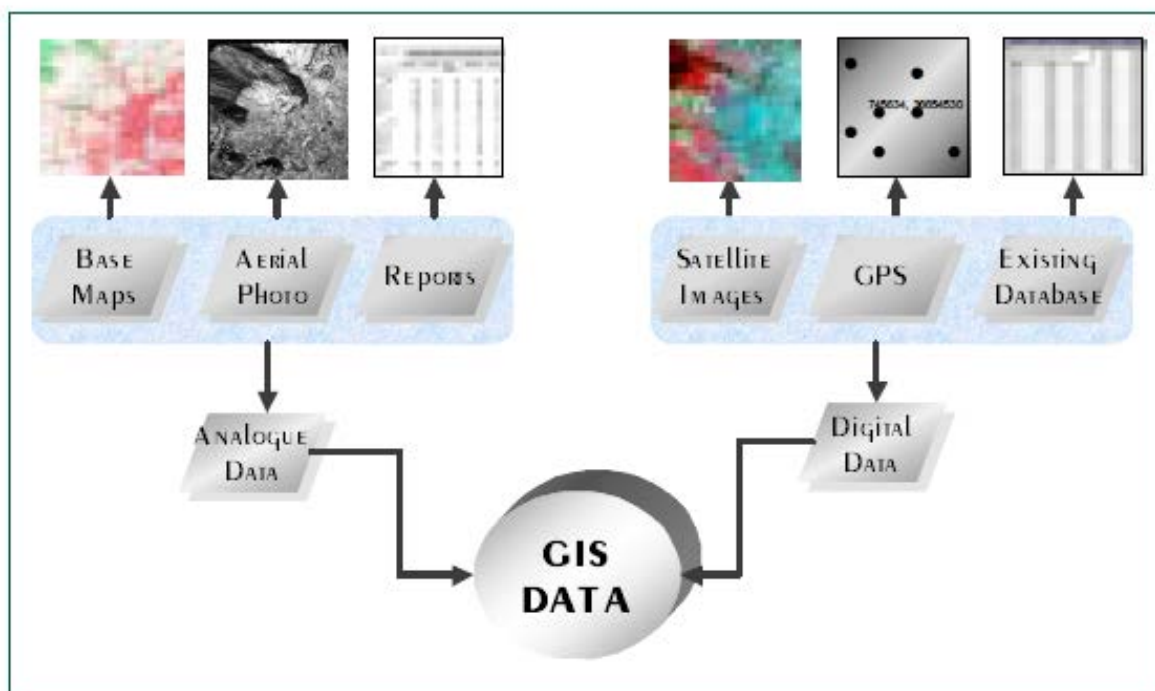 Base
Maps
Aerial
Photo
Reports
Satellite
Images
GPS
Existing
Database
Analogue
Data
Digital
Data
GIS
DATA